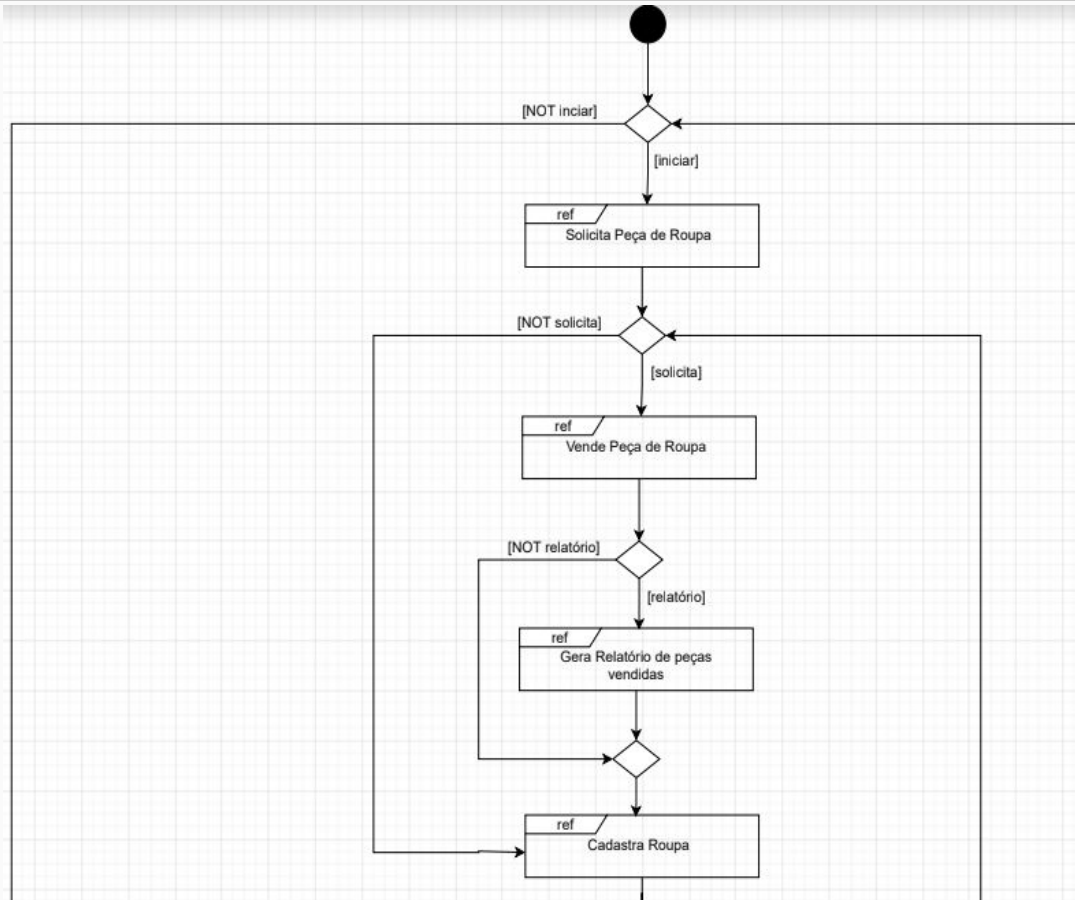 [NOT inciar]
[iniciar]
ref
Solicita Peça de Roupa
[NOT solicita]
[solicita]
ref
Vende Peça de Roupa
[NOT relatório]
[relatório]
ref
Gera Relatório de peças
vendidas
ref
Cadastra Roupa